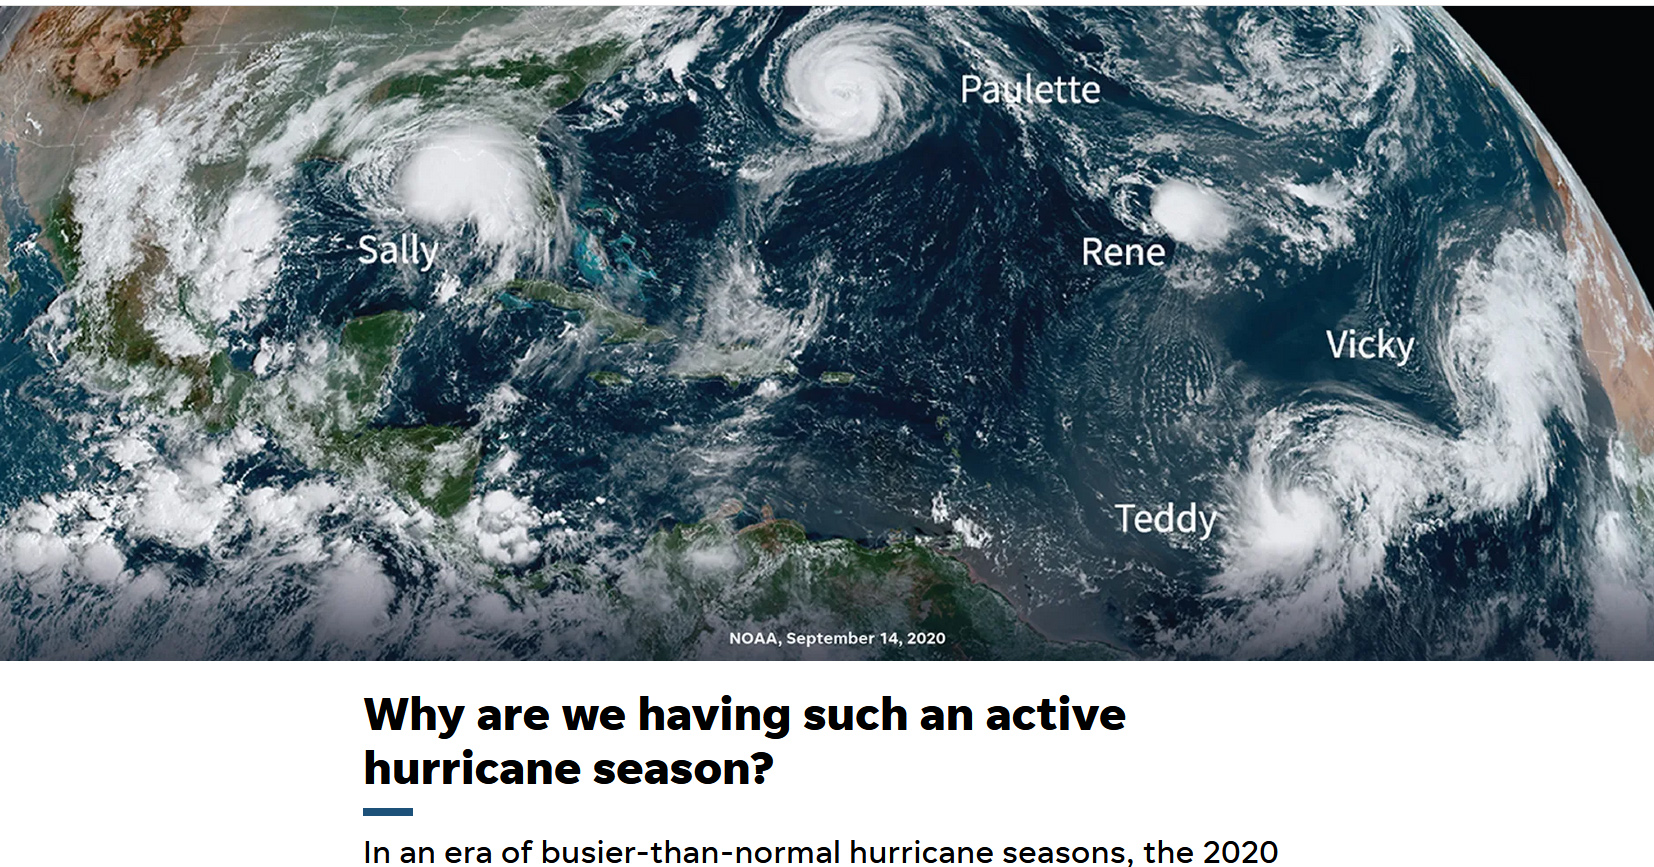 Paulette
Sally
Rene
Vicky
Teddy
NOAA, September 14, 2020
Why are we having such an active
hurricane season?
In an era of busier-than-normal hurricane seasons, the 2020